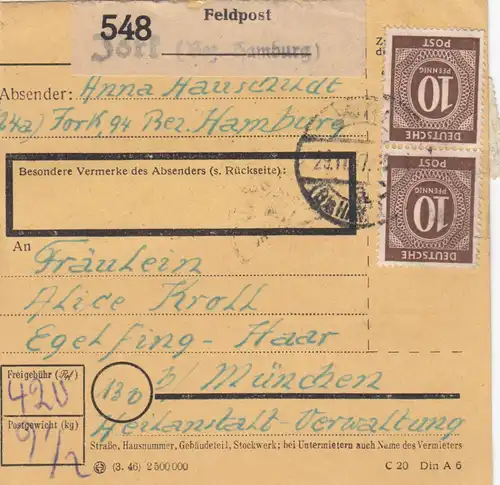 Feldpost
548
Jork (Bez. Hamburg)
Absender: Anna Hauschildt
(24a) Jork, 94 Bez. Hamburg
Besondere Vermerke des Absenders (s. Rückseite):
An
Fräulein
Alice Kroll
Egelfing-Haar
13b b/ München
Heilanstalt-Verwaltung
Freigebühr (Rpf)
420
Postgewicht (kg)
9 1/2
Straße, Hausnummer, Gebäudeteil, Stockwerk; bei Untermietern auch Name des Vermieters
(3. 46) 2 500 000
C 20 Din A 6
10
PFENNIG
DEUTSCHE
POST
10
PFENNIG
DEUTSCHE
POST